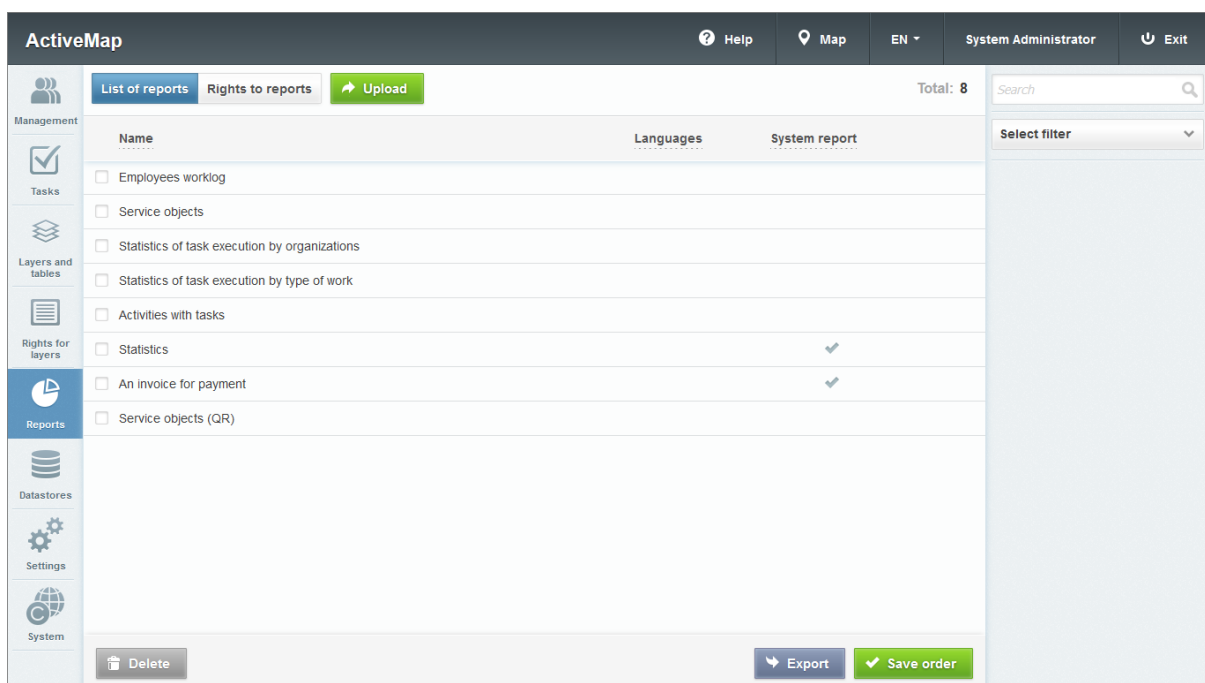 ActiveMap
Help
Map
EN
System Administrator
Exit
Management
Tasks
Layers and
tables
Rights for
layers
Reports
Datastores
Settings
System
List of reports
Rights to reports
Upload
Total: 8
Name
Languages
System report
Employees worklog
Service objects
Statistics of task execution by organizations
Statistics of task execution by type of work
Activities with tasks
Statistics
An invoice for payment
Service objects (QR)
Delete
Export
Save order
Search
Select filter